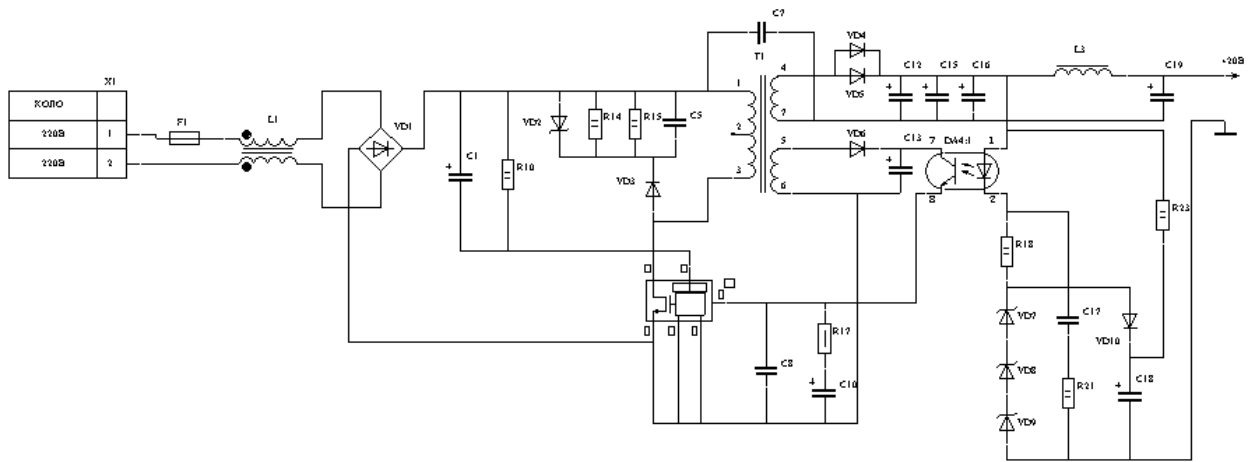 C7
VD4
T1
L3
X1
C12
C15
C16
C19
+20В
1
4
КОЛО
VD5
F1
L1
VD2
R14
R15
C5
220В
1
VD1
2
7
VD6
C13
5
7
DA4:1
1
220В
2
C1
R10
VD3
3
6
8
2
R23
R18
C17
VD7
R17
VD10
C8
VD8
C10
R21
C18
VD9